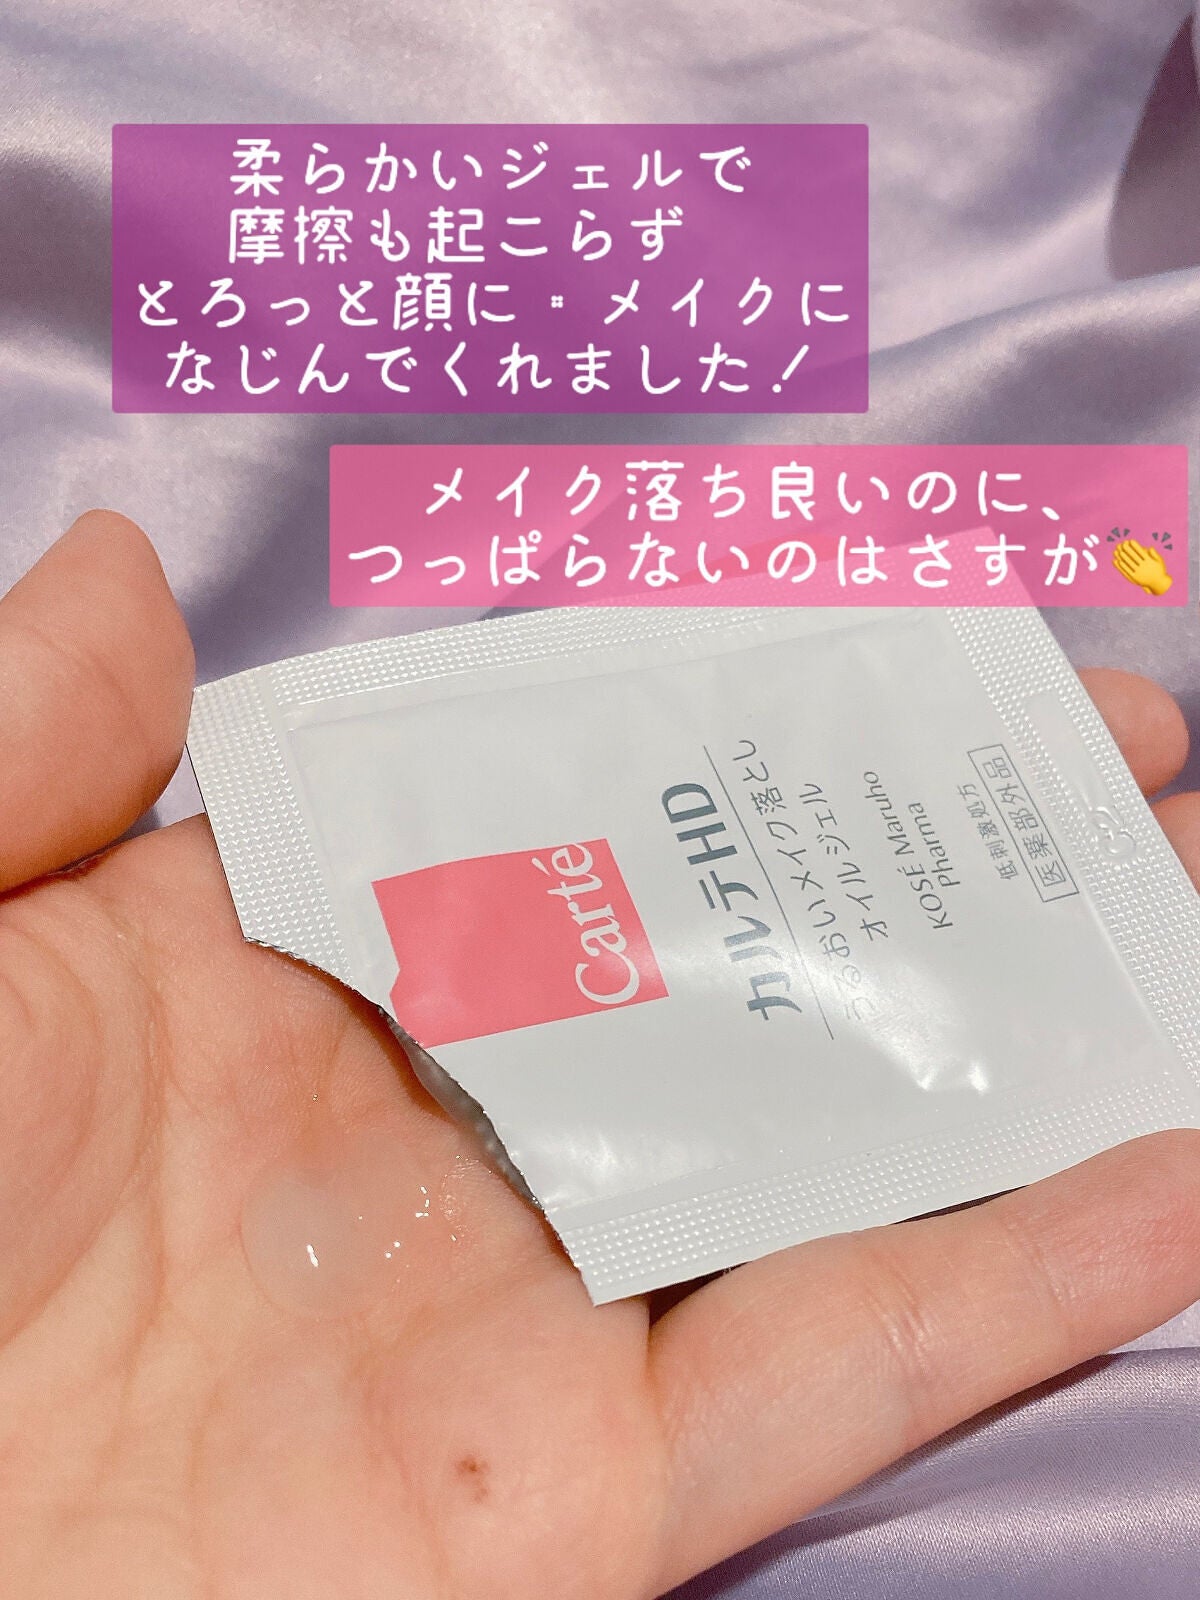 柔らかいジェルで
摩擦も起こらず
とろっと顔に・メイクに
なじんでくれました！
メイク落ち良いのに、
つっぱらないのはさすが👏
Carté
カルテHD
うるおいメイク落とし
オイルジェル
KOSÉ Maruho
Pharma
低刺激処方
医薬部外品